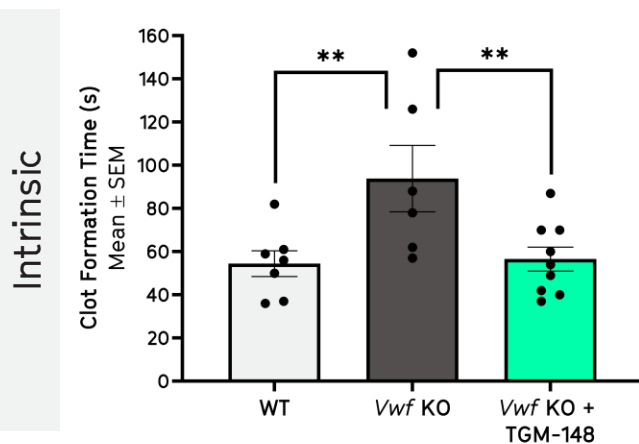 Intrinsic
Clot Formation Time (s)
Mean ± SEM
160
140
120
100
80
60
40
20
0
**
**
WT
Vwf KO
Vwf KO +
TGM-148